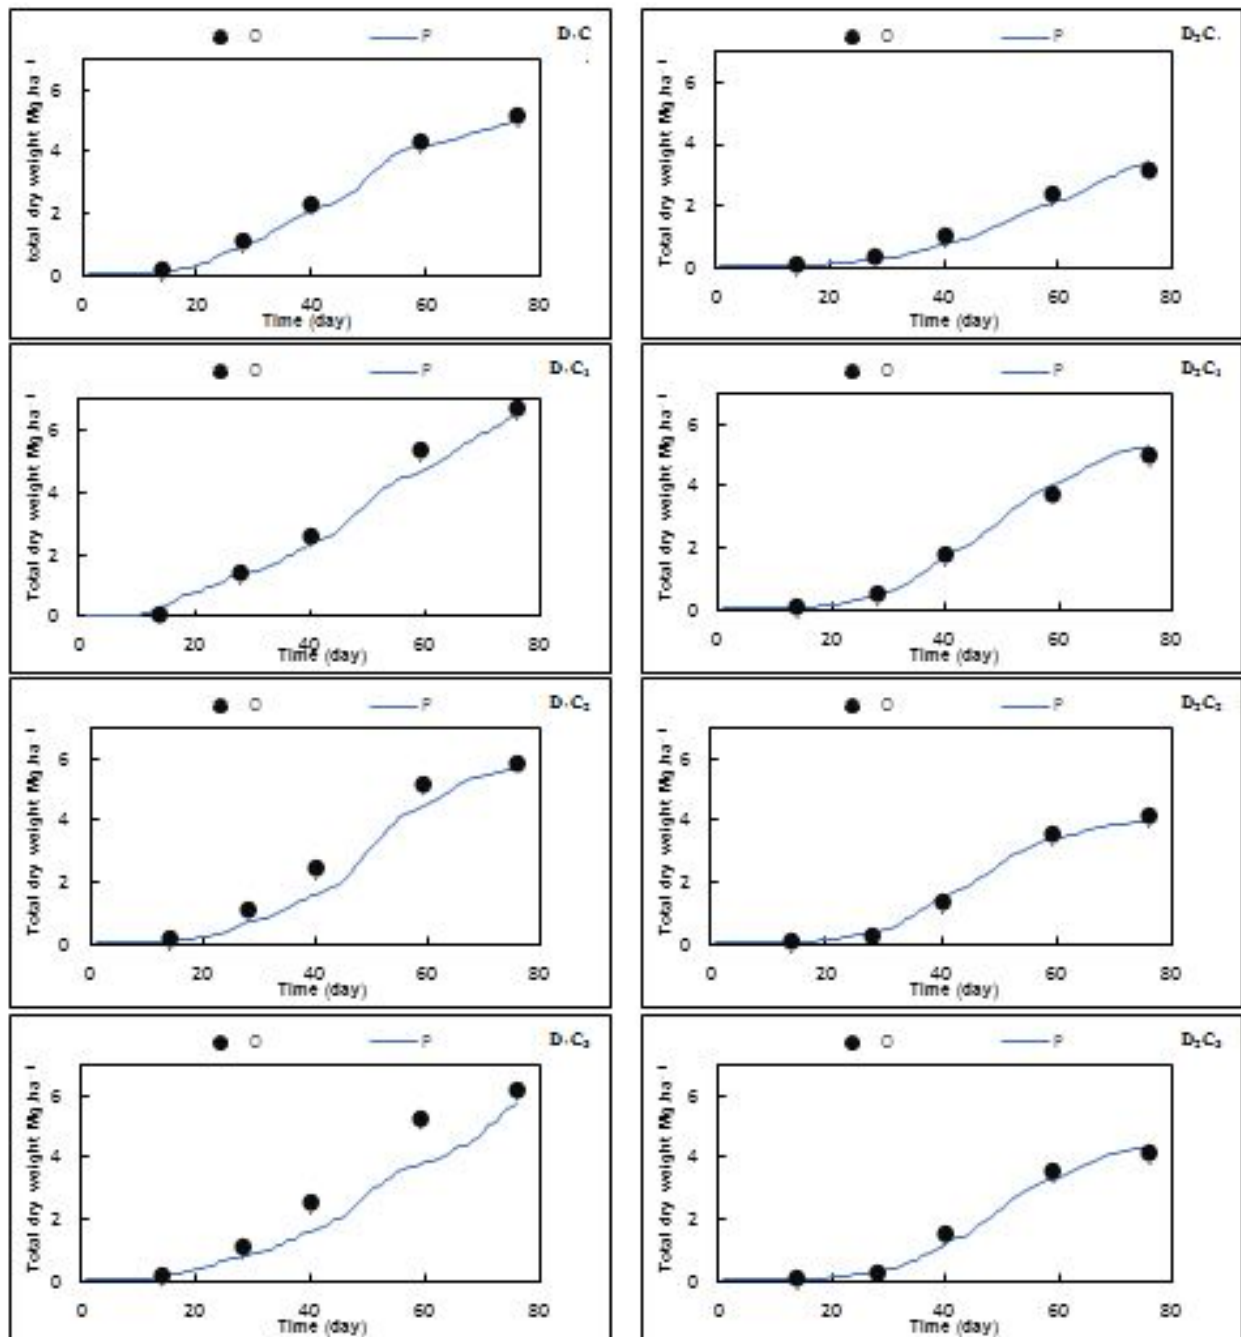 O P D₁C
total dry weight Mg.ha⁻¹
6
4
2
0
0 20 40 60 80
Time (day)
O P D₂C.
Total dry weight Mg.ha⁻¹
6
4
2
0
0 20 40 60 80
Time (day)
O P D₁C₁
Total dry weight Mg.ha⁻¹
6
4
2
0
0 20 40 60 80
Time (day)
O P D₂C₁
Total dry weight Mg.ha⁻¹
6
4
2
0
0 20 40 60 80
Time (day)
O P D₁C₂
Total dry weight Mg.ha⁻¹
6
4
2
0
0 20 40 60 80
Time (day)
O P D₂C₂
Total dry weight Mg.ha⁻¹
6
4
2
0
0 20 40 60 80
Time (day)
O P D₁C₃
Total dry weight Mg.ha⁻¹
6
4
2
0
0 20 40 60 80
Time (day)
O P D₂C₃
Total dry weight Mg.ha⁻¹
6
4
2
0
0 20 40 60 80
Time (day)